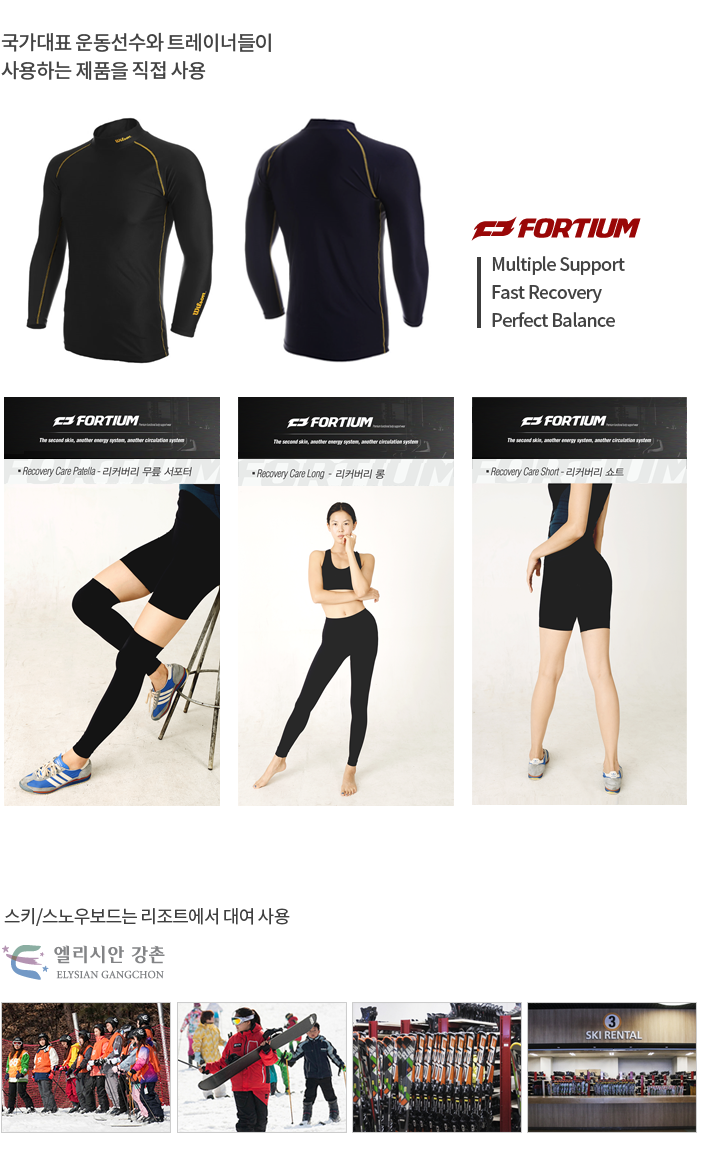 국가대표 운동선수와 트레이너들이
사용하는 제품을 직접 사용
Wilson
Wilson
FORTIUM
Multiple Support
Fast Recovery
Perfect Balance
FORTIUM
The second skin, another energy system, another circulation system
▪ Recovery Care Patella - 리커버리 무릎 서포터
FORTIUM
The second skin, another energy system, another circulation system
▪ Recovery Care Long - 리커버리 롱
FORTIUM
The second skin, another energy system, another circulation system
▪ Recovery Care Short - 리커버리 쇼트
스키/스노우보드는 리조트에서 대여 사용
엘리시안 강촌
ELYSIAN GANGCHON
3
SKI RENTAL